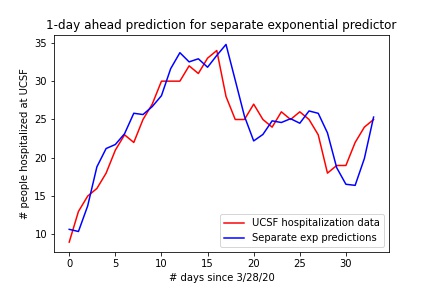 1-day ahead prediction for separate exponential predictor
# people hospitalized at UCSF
35
30
25
20
15
10
UCSF hospitalization data
Separate exp predictions
0 5 10 15 20 25 30
# days since 3/28/20